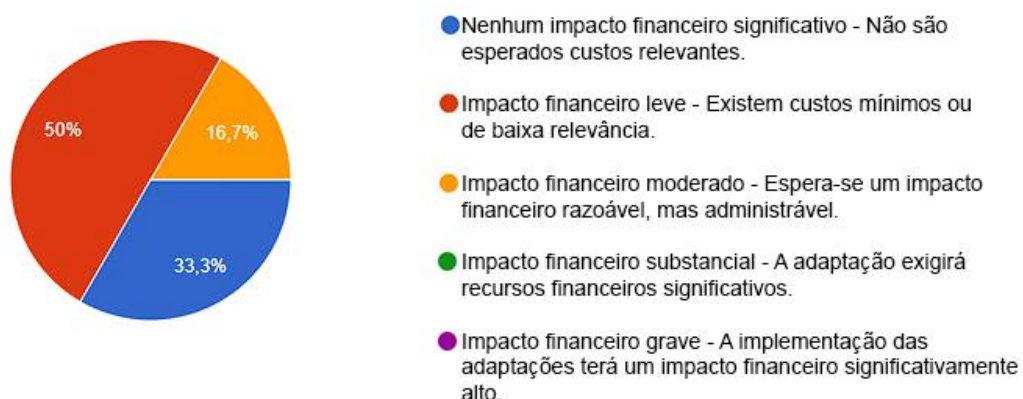 50%
16,7%
33,3%
Nenhum impacto financeiro significativo - Não são
esperados custos relevantes.
Impacto financeiro leve - Existem custos mínimos ou
de baixa relevância.
Impacto financeiro moderado - Espera-se um impacto
financeiro razoável, mas administrável.
Impacto financeiro substancial - A adaptação exigirá
recursos financeiros significativos.
Impacto financeiro grave - A implementação das
adaptações terá um impacto financeiro significativamente
alto.